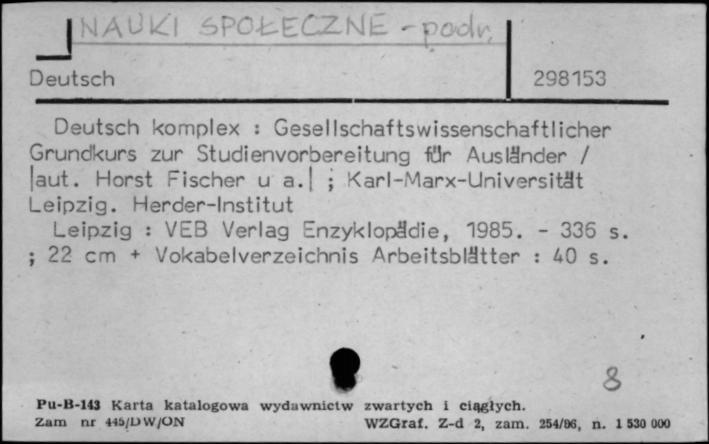 NAUKI SPOŁECZNE - podr.
Deutsch 298153
Deutsch komplex : Gesellschaftswissenschaftlicher
Grundkurs zur Studienvorbereitung für Ausländer /
|aut. Horst Fischer u a.| ; Karl-Marx-Universität
Leipzig. Herder-Institut
Leipzig : VEB Verlag Enzyklopädie, 1985. - 336 s.
; 22 cm + Vokabelverzeichnis Arbeitsblätter : 40 s.
8
Pu-B-143 Karta katalogowa wydawnictw zwartych i ciągłych.
Zam nr 445/DW/ON WZGraf. Z-d 2, zam. 254/86, n. 1 530 000